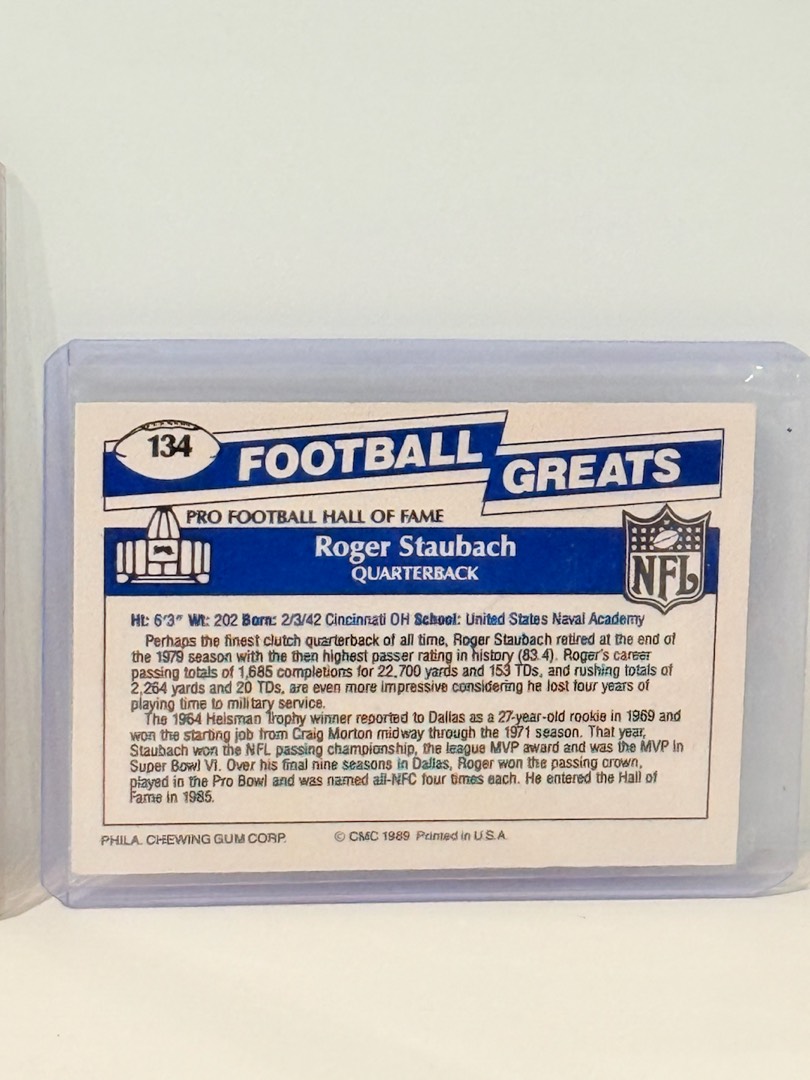 134
FOOTBALL GREATS
PRO FOOTBALL HALL OF FAME
Roger Staubach
QUARTERBACK
NFL
Ht: 6'3" Wt: 202 Born: 2/3/42 Cincinnati OH School: United States Naval Academy
Perhaps the finest clutch quarterback of all time, Roger Staubach retired at the end of
the 1979 season with the then highest passer rating in history (83.4). Roger's career
passing totals of 1,685 completions for 22,700 yards and 153 TDs, and rushing totals of
2,264 yards and 20 TDs, are even more impressive considering he lost four years of
playing time to military service.
The 1964 Heisman Trophy winner reported to Dallas as a 27-year-old rookie in 1969 and
won the starting job from Craig Morton midway through the 1971 season. That year,
Staubach won the NFL passing championship, the league MVP award and was the MVP in
Super Bowl VI. Over his final nine seasons in Dallas, Roger won the passing crown,
played in the Pro Bowl and was named all-NFC four times each. He entered the Hall of
Fame in 1985.
PHILA. CHEWING GUM CORP. © CMC 1989 Printed in U.S.A.